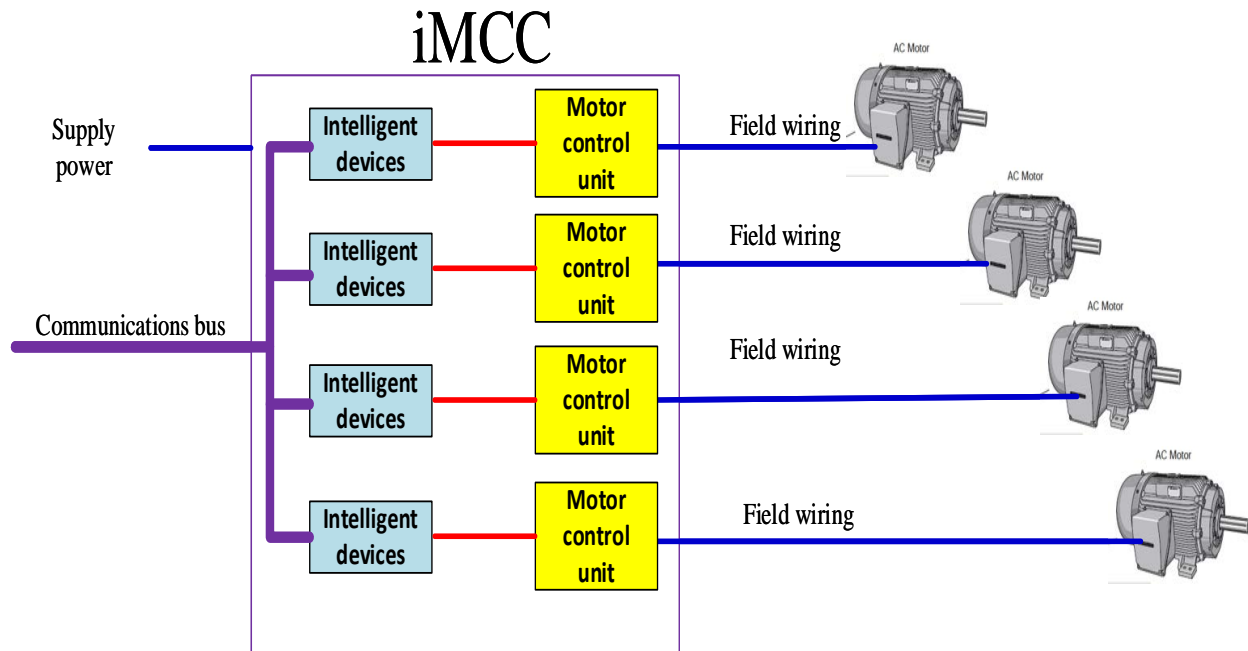 iMCC
AC Motor
Supply
power
Intelligent
devices
Motor
control
unit
Field wiring
AC Motor
Intelligent
devices
Motor
control
unit
Field wiring
Communications bus
AC Motor
Intelligent
devices
Motor
control
unit
Field wiring
AC Motor
Intelligent
devices
Motor
control
unit
Field wiring